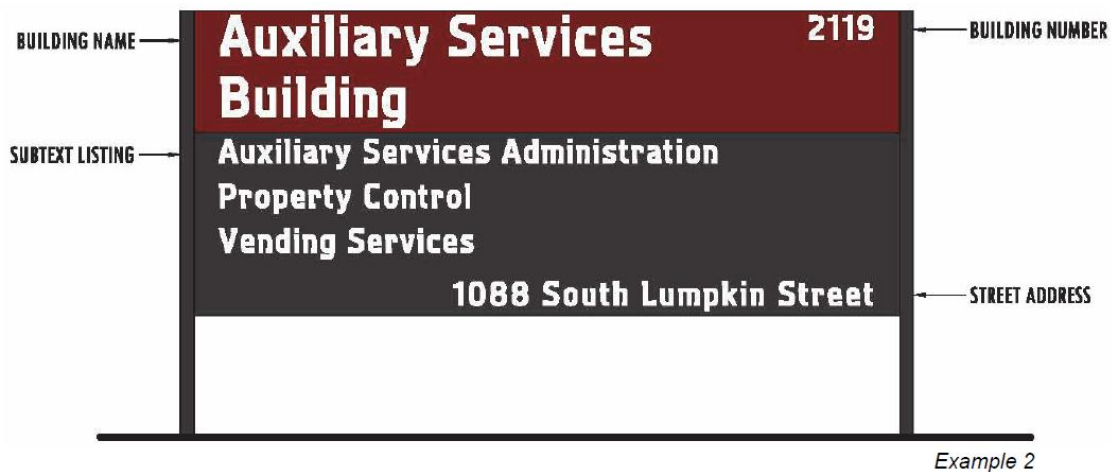 BUILDING NAME
Auxiliary Services
Building
2119
BUILDING NUMBER
SUBTEXT LISTING
Auxiliary Services Administration
Property Control
Vending Services
1088 South Lumpkin Street
STREET ADDRESS
Example 2